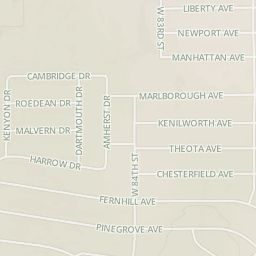 LIBERTY AVE
W 83RD ST
NEWPORT AVE
MANHATTAN AVE
CAMBRIDGE DR
MARLBOROUGH AVE
KENYON DR
ROEDEAN DR
DARTMOUTH DR
AMHERST DR
MALVERN DR
KENILWORTH AVE
THEOTA AVE
HARROW DR
CHESTERFIELD AVE
W 84TH ST
FERNHILL AVE
PINEGROVE AVE